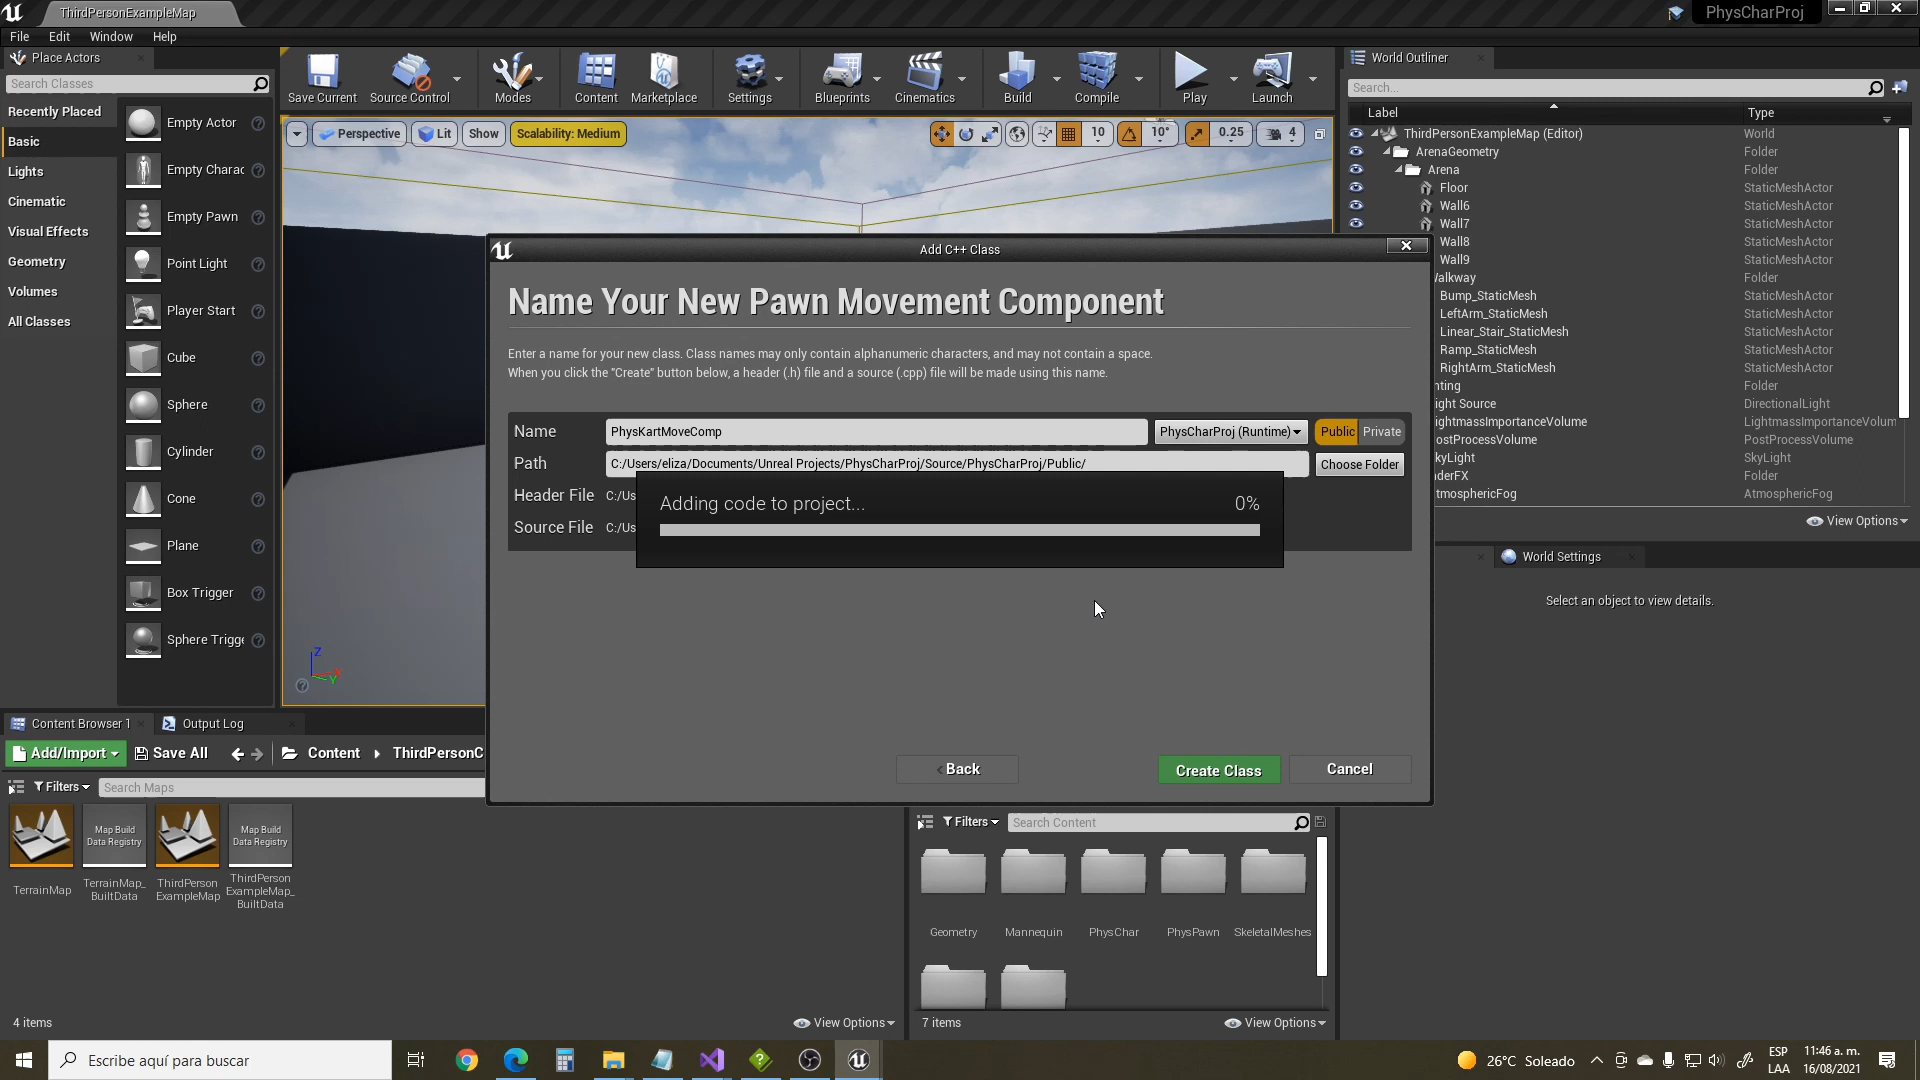 ThirdPersonExampleMap
PhysCharProj
File Edit Window Help
Place Actors
Search Classes
Recently Placed
Basic
Lights
Cinematic
Visual Effects
Geometry
Volumes
All Classes
Empty Actor
Empty Charac
Empty Pawn
Point Light
Player Start
Cube
Sphere
Cylinder
Cone
Plane
Box Trigger
Sphere Trigge
Save Current
Source Control
Modes
Content
Marketplace
Settings
Blueprints
Cinematics
Build
Compile
Play
Launch
Perspective
Lit
Show
Scalability: Medium
10
10°
0.25
4
World Outliner
Search...
Label Type
ThirdPersonExampleMap (Editor) World
ArenaGeometry Folder
Arena Folder
Floor StaticMeshActor
Wall6 StaticMeshActor
Wall7 StaticMeshActor
Wall8 StaticMeshActor
Wall9 StaticMeshActor
Walkway Folder
Bump_StaticMesh StaticMeshActor
LeftArm_StaticMesh StaticMeshActor
Linear_Stair_StaticMesh StaticMeshActor
Ramp_StaticMesh StaticMeshActor
RightArm_StaticMesh StaticMeshActor
nting Folder
ight Source DirectionalLight
ightmassImportanceVolume LightmassImportanceVolum
ostProcessVolume PostProcessVolume
kyLight SkyLight
nderFX Folder
tmosphericFog AtmosphericFog
View Options
World Settings
Select an object to view details.
Add C++ Class
Name Your New Pawn Movement Component
Enter a name for your new class. Class names may only contain alphanumeric characters, and may not contain a space.
When you click the "Create" button below, a header (.h) file and a source (.cpp) file will be made using this name.
Name PhysKartMoveComp PhysCharProj (Runtime) Public Private
Path C:/Users/eliza/Documents/Unreal Projects/PhysCharProj/Source/PhysCharProj/Public/ Choose Folder
Header File C:/Us
Source File C:/Us
Adding code to project... 0%
Back
Create Class
Cancel
Z
X
Y
Content Browser 1
Output Log
Add/Import
Save All
Content
ThirdPersonC
Filters
Search Maps
TerrainMap
Map Build
Data Registry
TerrainMap_
BuiltData
ThirdPerson
ExampleMap
Map Build
Data Registry
ThirdPerson
ExampleMap_
BuiltData
4 items
View Options
Filters
Search Content
Geometry
Mannequin
PhysChar
PhysPawn
SkeletalMeshes
7 items
View Options
Escribe aquí para buscar
26°C Soleado
ESP
LAA
11:46 a. m.
16/08/2021